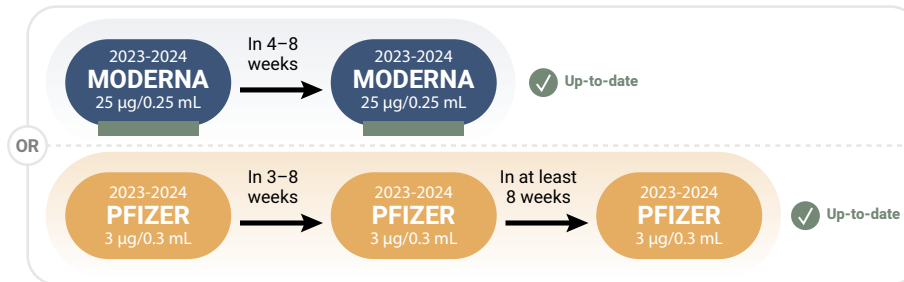 2023-2024
MODERNA
25 µg/0.25 mL
In 4–8
weeks
2023-2024
MODERNA
25 µg/0.25 mL
Up-to-date
OR
2023-2024
PFIZER
3 µg/0.3 mL
In 3–8
weeks
2023-2024
PFIZER
3 µg/0.3 mL
In at least
8 weeks
2023-2024
PFIZER
3 µg/0.3 mL
Up-to-date